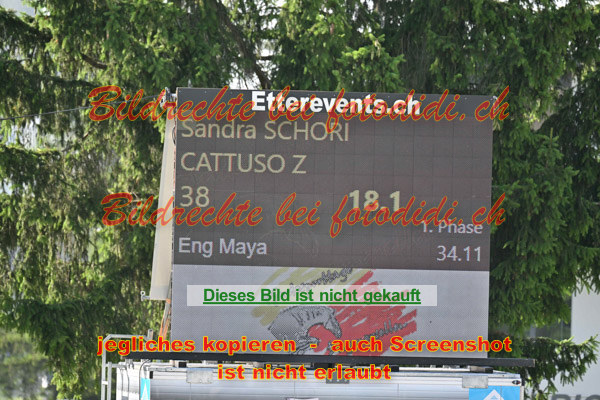 Bildrechte bei fotodidi.ch
Etterevents.ch
Sandra SCHORI
CATTUSO Z
38 18.1
Bildrechte bei fotodidi.ch
1. Phase
Eng Maya 34.11
Dieses Bild ist nicht gekauft
jegliches kopieren - auch Screenshot
ist nicht erlaubt